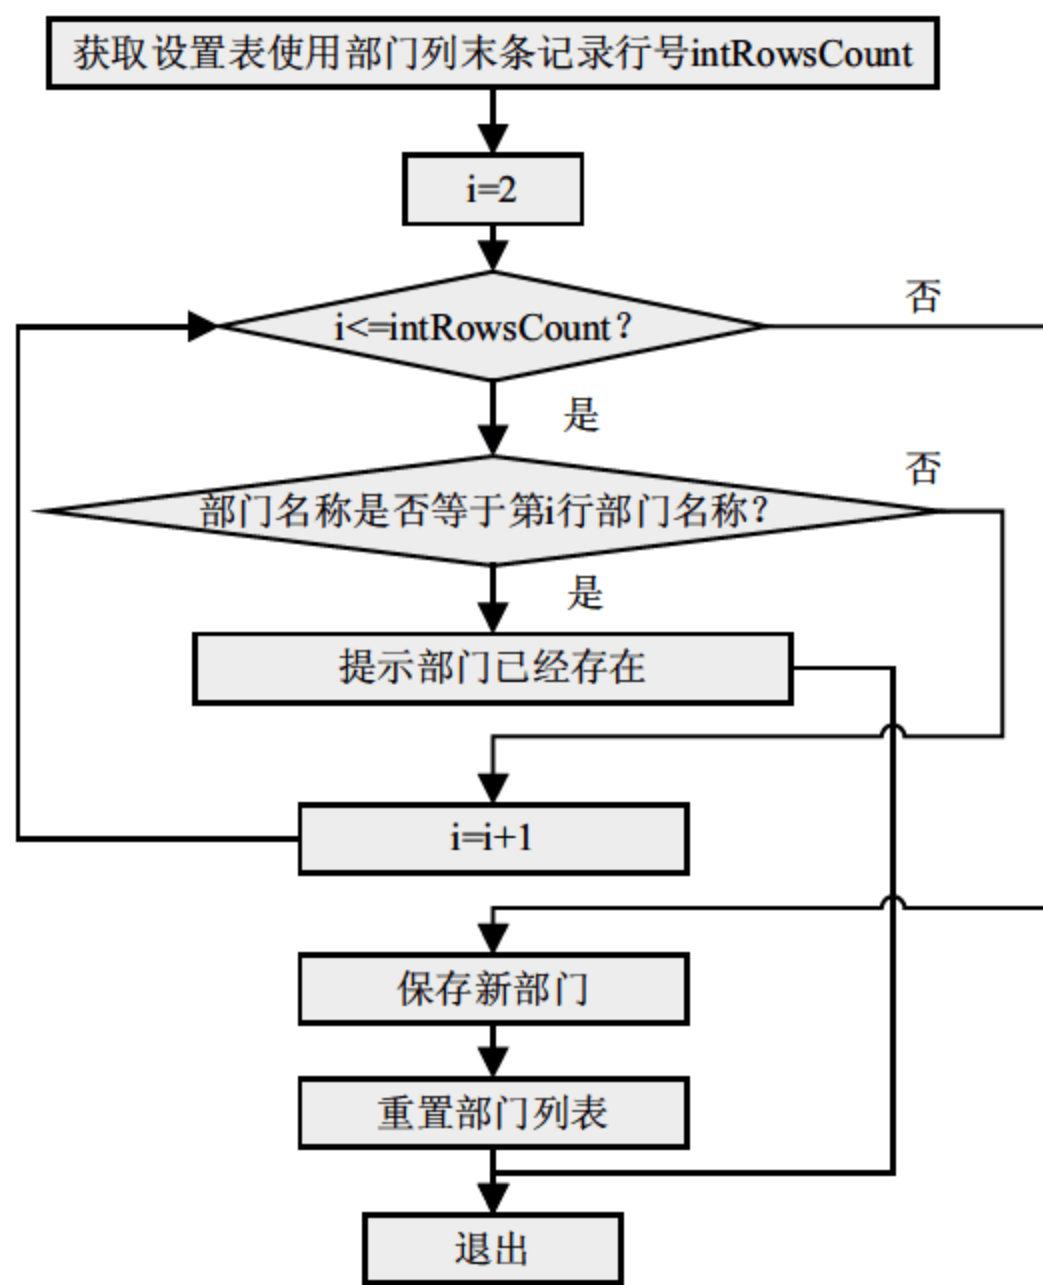 获取设置表使用部门列末条记录行号intRowsCount
i=2
否
i<=intRowsCount？
是
否
部门名称是否等于第i行部门名称？
是
提示部门已经存在
i=i+1
保存新部门
重置部门列表
退出